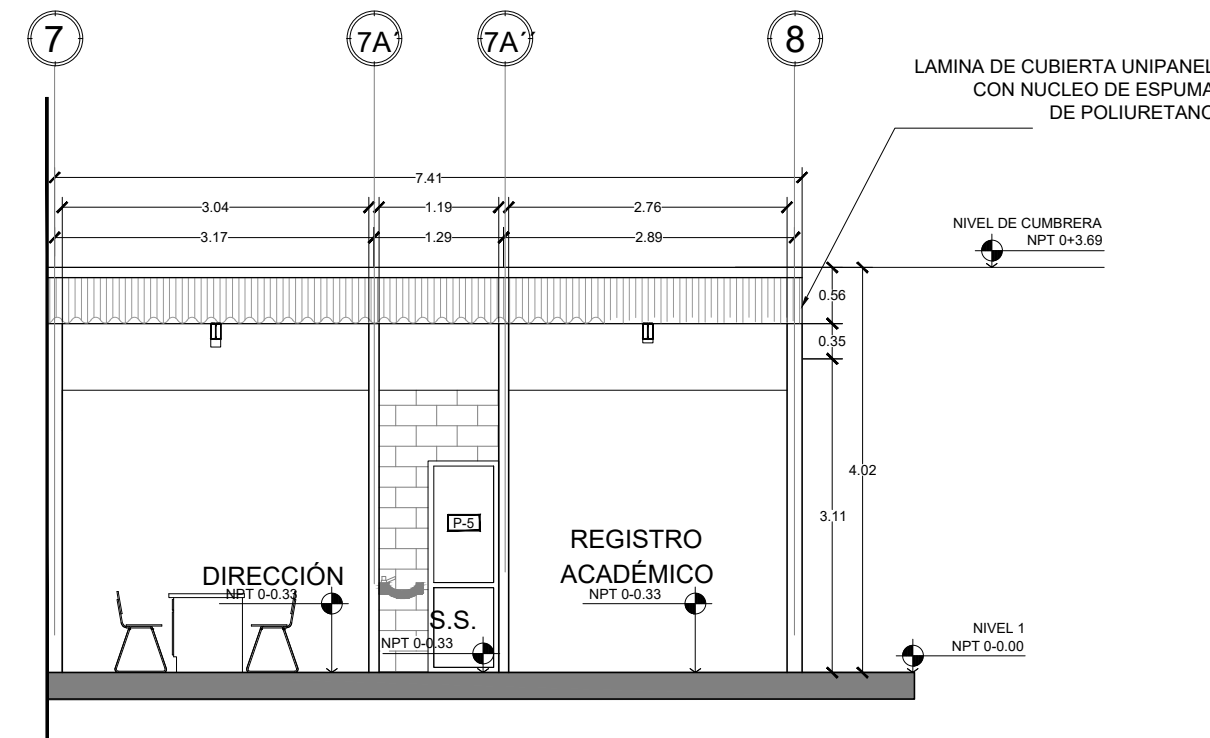 7
7A´
7A´´
8
LAMINA DE CUBIERTA UNIPANEL
CON NUCLEO DE ESPUMA
DE POLIURETANO
7.41
3.04
1.19
2.76
3.17
1.29
2.89
NIVEL DE CUMBRERA
NPT 0+3.69
0.56
0.35
4.02
3.11
P-5
REGISTRO
ACADÉMICO
NPT 0-0.33
DIRECCIÓN
NPT 0-0.33
S.S.
NPT 0-0.33
NIVEL 1
NPT 0-0.00